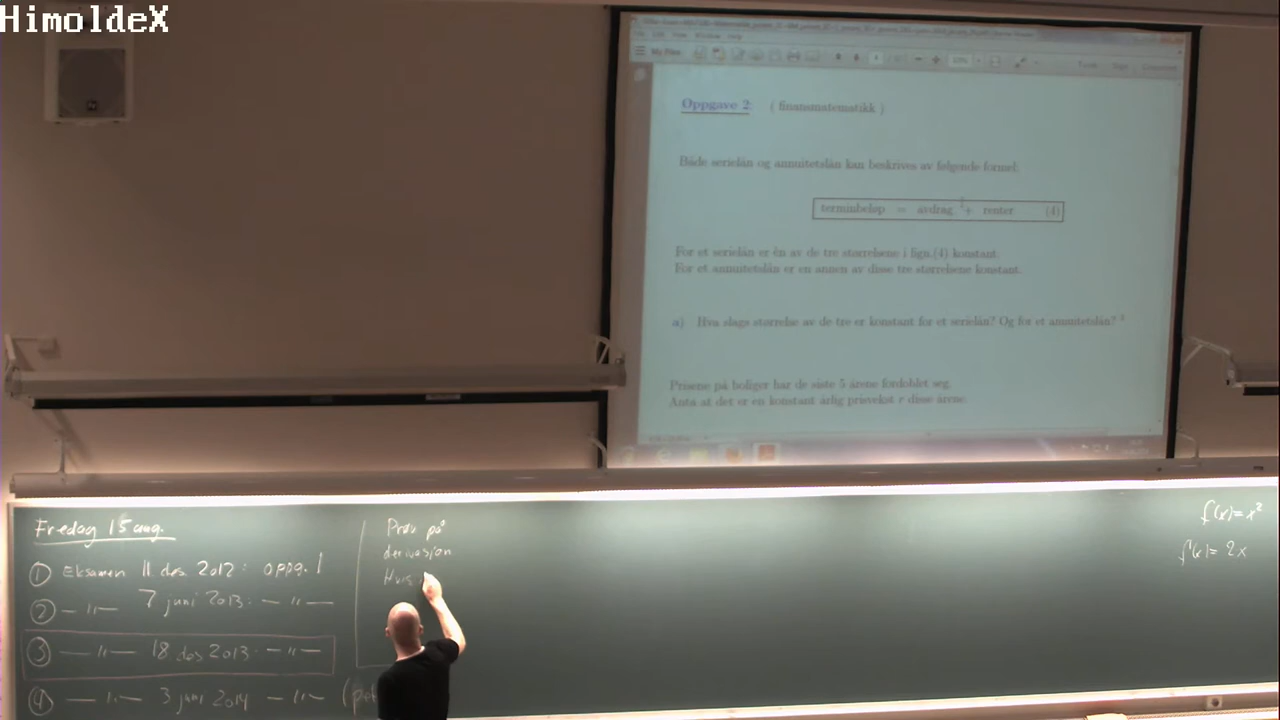 HimoldeX
Oppgave 2: ( finansmatematikk )
Både serielån og annuitetslån kan beskrives av følgende formel:
terminbeløp = avdrag + renter (4)
For et serielån er én av de tre størrelsene i lign.(4) konstant.
For et annuitetslån er en annen av disse tre størrelsene konstant.
a) Hva slags størrelse av de tre er konstant for et serielån? Og for et annuitetslån?
Prisene på boliger har de siste 5 årene fordoblet seg.
Anta at det er en konstant årlig prisvekst r disse årene.
Fredag 15 aug.
① Eksamen 11 des. 2012: oppg. 1
② — " — 7 juni 2013 — " —
③ — " — 18 des 2013 — " —
④ — " — 3 juni 2014 — " —
Prøv på
derivasjon
f(x) = x²
f'(x) = 2x